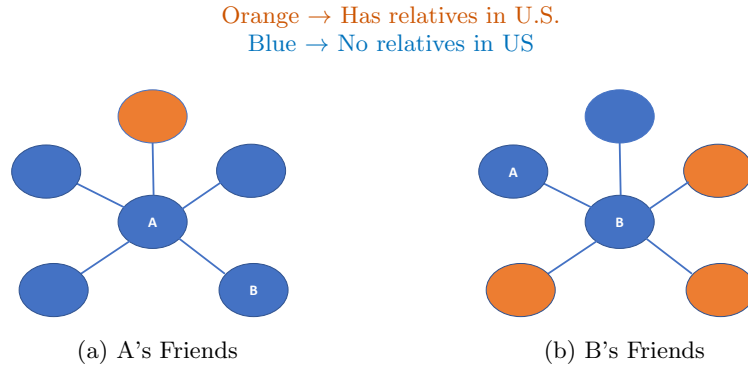 Orange → Has relatives in U.S.
Blue → No relatives in US
A
B
A
B
(a) A's Friends
(b) B's Friends